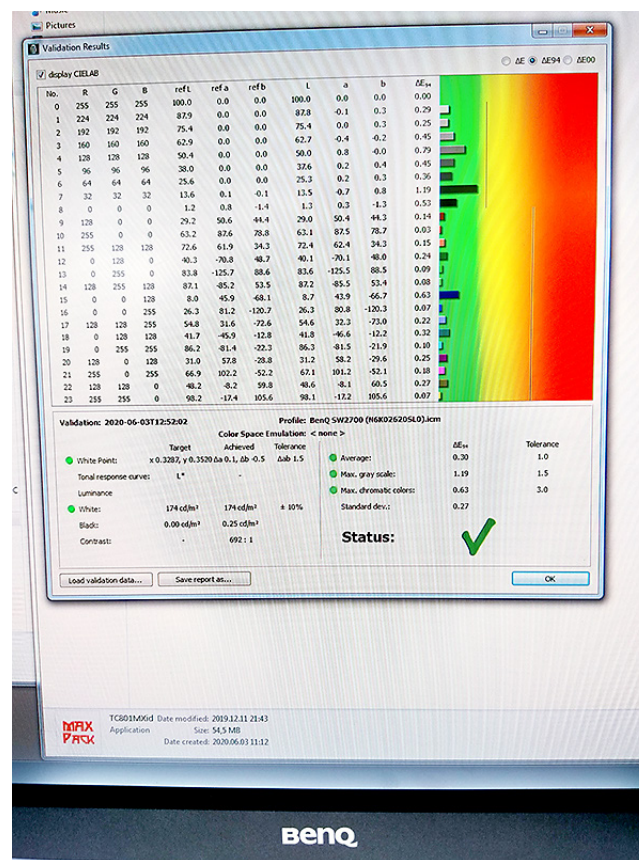 Pictures
Validation Results
ΔE ΔE94 ΔE00
display CIELAB
No. R G B ref L ref a ref b L a b ΔE94
0 255 255 255 100.0 0.0 0.0 100.0 0.0 0.0 0.00
1 224 224 224 87.9 0.0 0.0 87.8 -0.1 0.3 0.29
2 192 192 192 75.4 0.0 0.0 75.4 0.0 0.3 0.25
3 160 160 160 62.9 0.0 0.0 62.7 -0.4 -0.2 0.45
4 128 128 128 50.4 0.0 0.0 50.0 0.8 -0.0 0.79
5 96 96 96 38.0 0.0 0.0 37.6 0.2 0.4 0.45
6 64 64 64 25.6 0.0 0.0 25.3 0.2 0.3 0.36
7 32 32 32 13.6 0.1 -0.1 13.5 -0.7 0.8 1.19
8 0 0 0 1.2 0.8 -1.4 1.3 0.3 -1.3 0.53
9 128 0 0 29.2 50.6 44.4 29.0 50.4 44.3 0.14
10 255 0 0 63.2 87.6 78.8 63.1 87.5 78.7 0.03
11 255 128 128 72.6 61.9 34.3 72.4 62.4 34.3 0.15
12 0 128 0 40.3 -70.8 48.7 40.1 -70.1 48.0 0.24
13 0 255 0 83.8 -125.7 88.6 83.6 -125.5 88.5 0.09
14 128 255 128 87.1 -85.2 53.5 87.2 -85.5 53.4 0.08
15 0 0 128 8.0 45.9 -68.1 8.7 43.9 -66.7 0.63
16 0 0 255 26.3 81.2 -120.7 26.3 80.8 -120.3 0.07
17 128 128 255 54.8 31.6 -72.6 54.6 32.3 -73.0 0.22
18 0 128 128 41.7 -45.9 -12.8 41.8 -46.6 -12.2 0.32
19 0 255 255 86.2 -81.4 -22.3 86.3 -81.5 -21.9 0.10
20 128 0 128 31.0 57.8 -28.8 31.2 58.2 -29.6 0.25
21 255 0 255 66.9 102.2 -52.2 67.1 101.2 -52.1 0.18
22 128 128 0 48.2 -8.2 59.8 48.6 -8.1 60.5 0.27
23 255 255 0 98.2 -17.4 105.6 98.1 -17.2 105.6 0.07
Validation: 2020-06-03T12:52:02 Profile: BenQ SW2700 (N6K02620SL0).icm
Color Space Emulation: < none >
Target Achieved Tolerance ΔE94 Tolerance
White Point: x 0.3287, y 0.3520 Δa 0.1, Δb -0.5 Δab 1.5 Average: 0.30 1.0
Tonal response curve: L* - Max. gray scale: 1.19 1.5
Luminance Max. chromatic colors: 0.63 3.0
White: 174 cd/m² 174 cd/m² ± 10% Standard dev.: 0.27
Black: 0.00 cd/m² 0.25 cd/m²
Contrast: - 692 : 1 Status:
Load validation data... Save report as... OK
MAX PACK
TC801MXGd Date modified: 2019.12.11 21:43
Application Size: 54,5 MB
Date created: 2020.06.03 11:12
BenQ